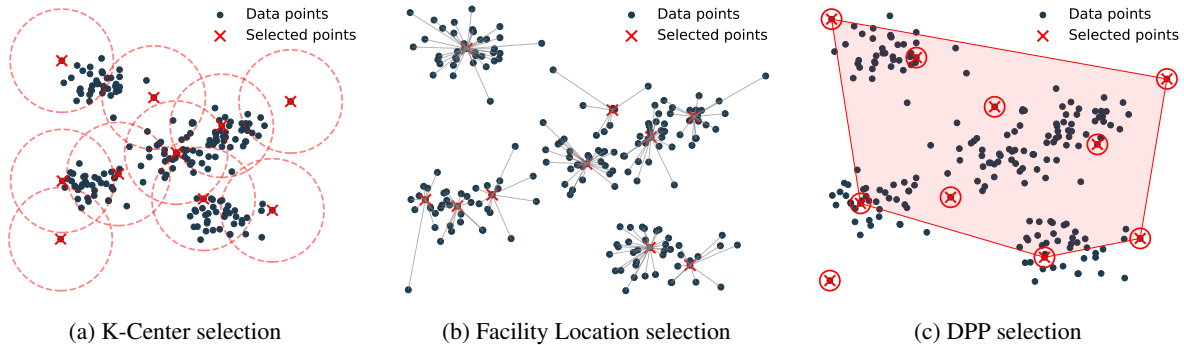 Data points
Selected points
Data points
Selected points
Data points
Selected points
(a) K-Center selection
(b) Facility Location selection
(c) DPP selection